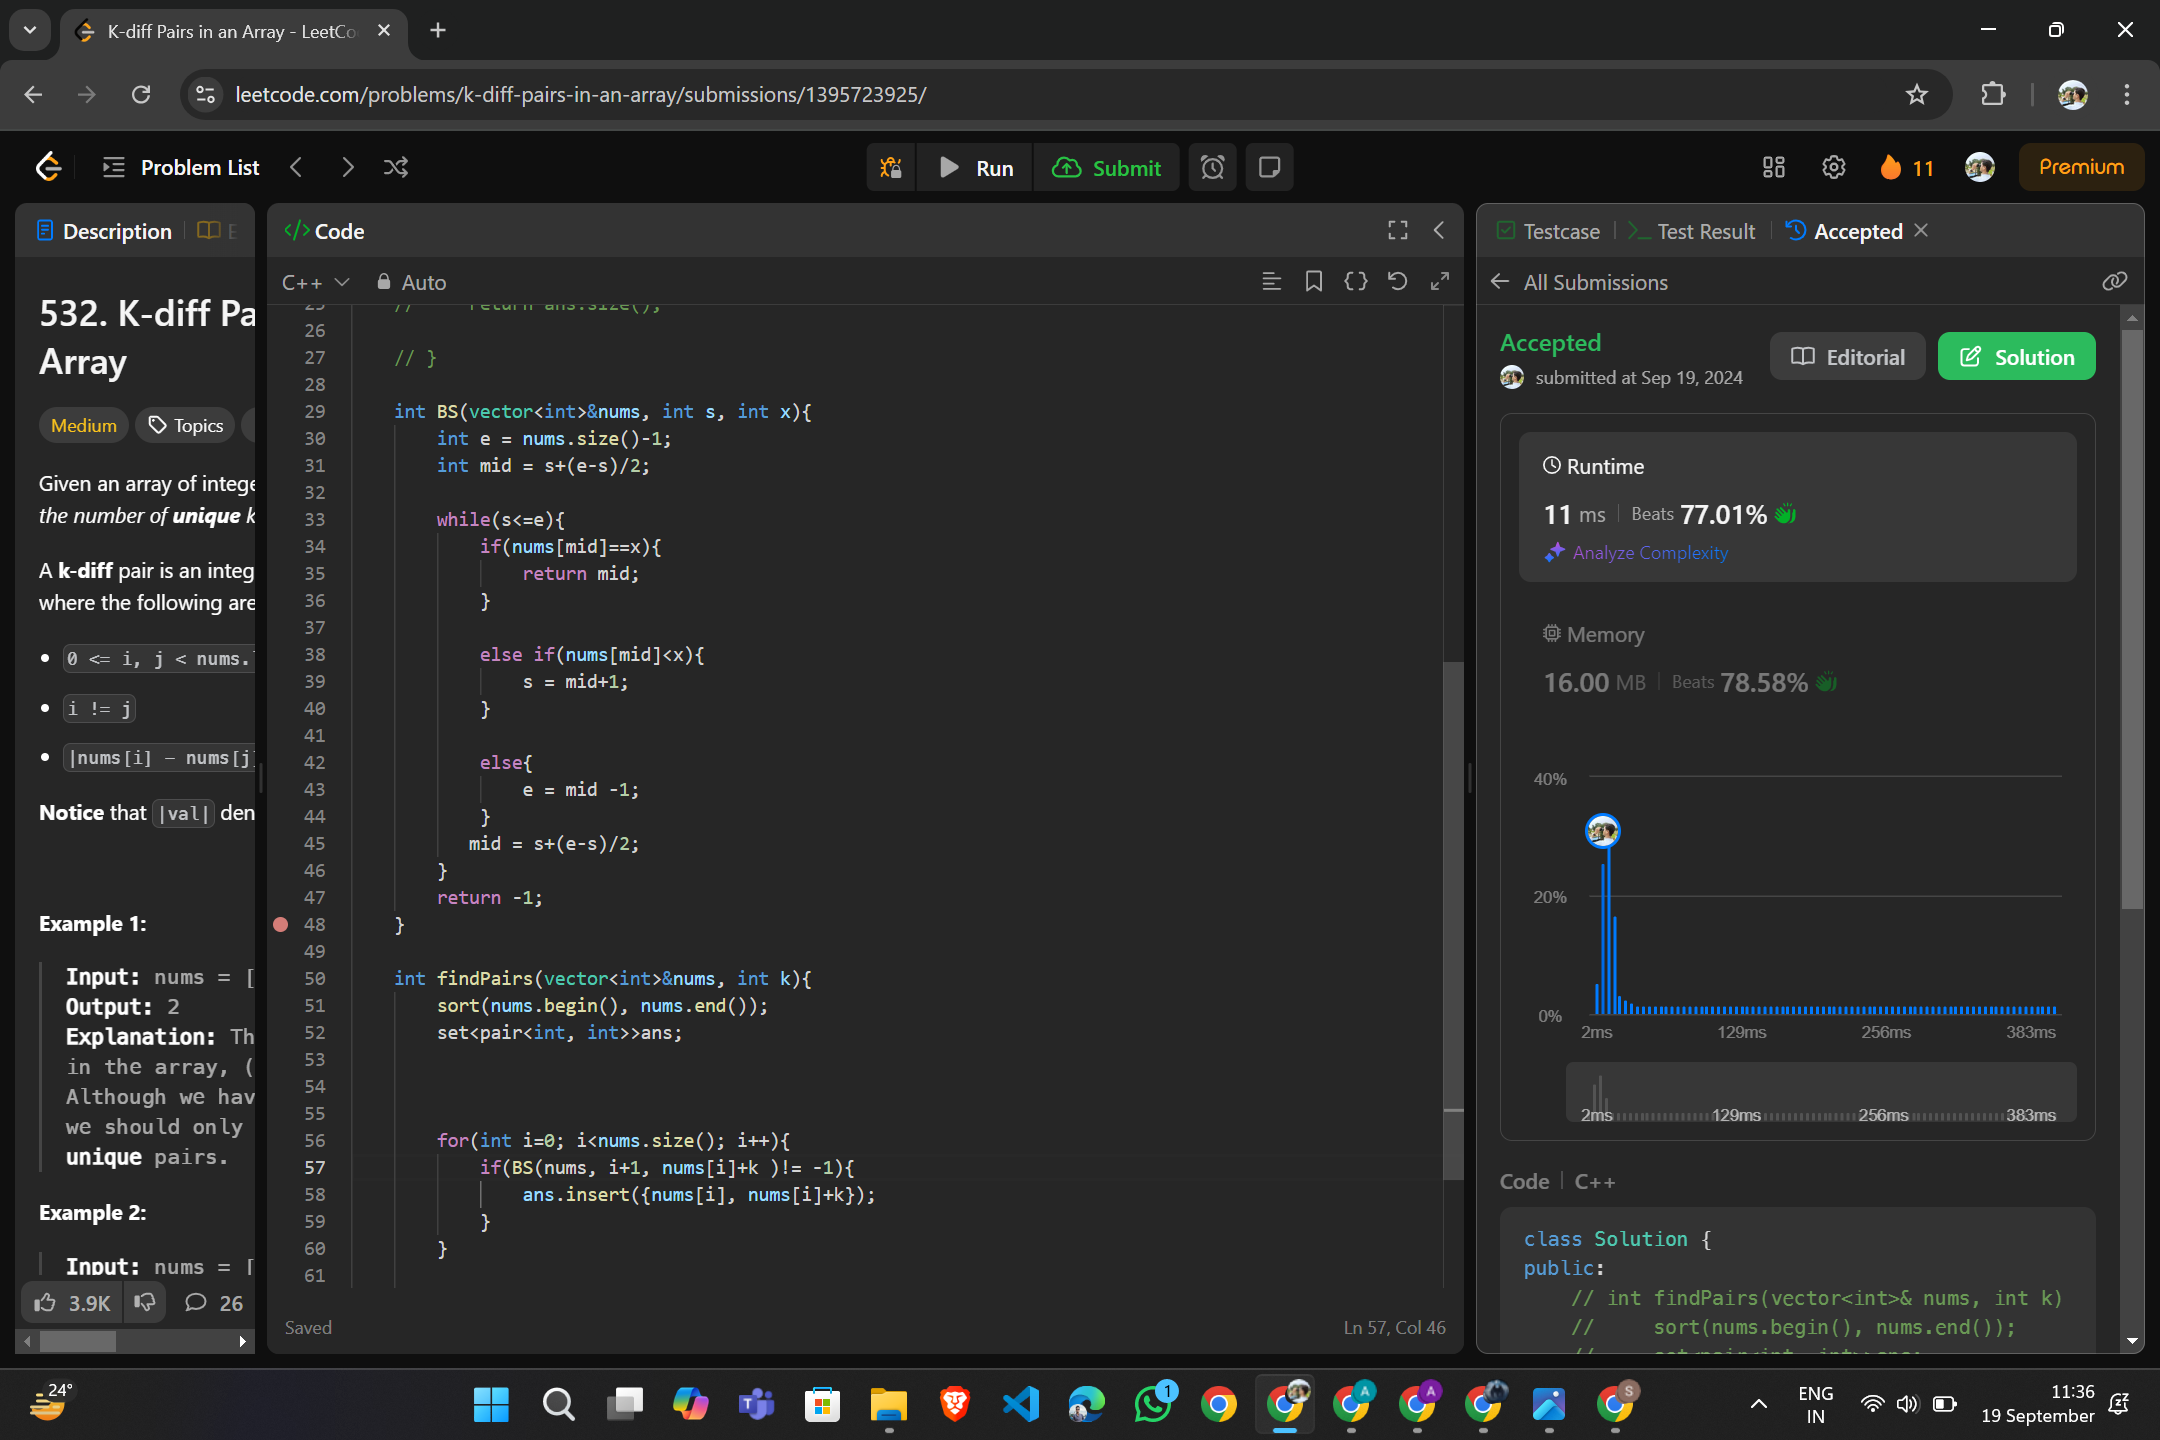 K-diff Pairs in an Array - LeetCo
leetcode.com/problems/k-diff-pairs-in-an-array/submissions/1395723925/
Problem List
Run
Submit
11
Premium
Description
E
532. K-diff Pa
Array
Medium
Topics
Given an array of intege
the number of unique k
A k-diff pair is an integ
where the following are
0 <= i, j < nums.l
i != j
|nums[i] - nums[j]
Notice that |val| den
Example 1:
Input: nums = [
Output: 2
Explanation: Th
in the array, (
Although we hav
we should only
unique pairs.
Example 2:
Input: nums = [
3.9K
26
</> Code
C++
Auto
25 //     return ans.size();
26
27 // }
28
29 int BS(vector<int>&nums, int s, int x){
30 int e = nums.size()-1;
31 int mid = s+(e-s)/2;
32
33 while(s<=e){
34 if(nums[mid]==x){
35 return mid;
36 }
37
38 else if(nums[mid]<x){
39 s = mid+1;
40 }
41
42 else{
43 e = mid -1;
44 }
45 mid = s+(e-s)/2;
46 }
47 return -1;
48 }
49
50 int findPairs(vector<int>&nums, int k){
51 sort(nums.begin(), nums.end());
52 set<pair<int, int>>ans;
53
54
55
56 for(int i=0; i<nums.size(); i++){
57 if(BS(nums, i+1, nums[i]+k )!= -1){
58 ans.insert({nums[i], nums[i]+k});
59 }
60 }
61
Saved
Ln 57, Col 46
Testcase
Test Result
Accepted
All Submissions
Accepted
submitted at Sep 19, 2024
Editorial
Solution
Runtime
11 ms | Beats 77.01%
Analyze Complexity
Memory
16.00 MB | Beats 78.58%
40%
20%
0%
2ms 129ms 256ms 383ms
2ms 129ms 256ms 383ms
Code | C++
class Solution {
public:
// int findPairs(vector<int>& nums, int k)
//     sort(nums.begin(), nums.end());
//     set<pair<int, int>>ans;
24°
1
A
A
S
ENG
IN
11:36
19 September